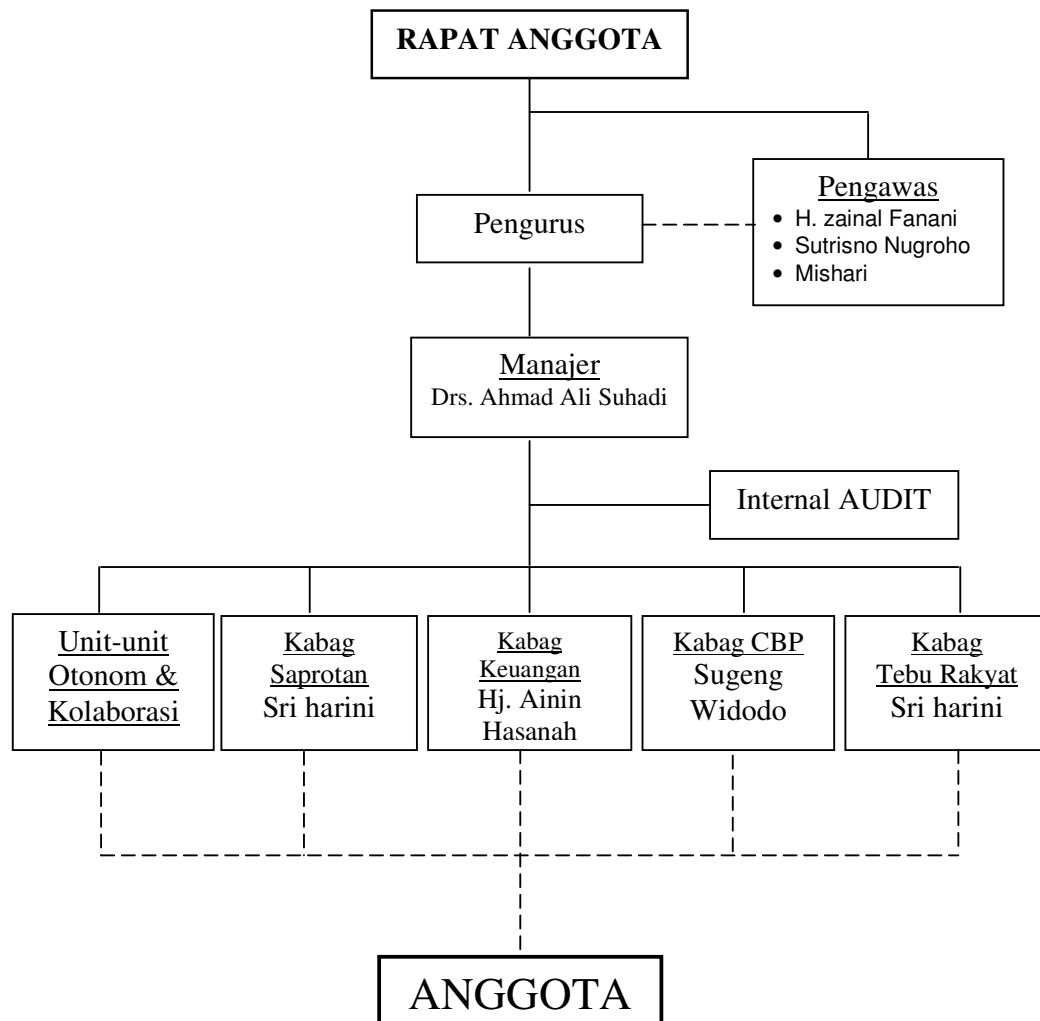 RAPAT ANGGOTA
Pengurus
Pengawas
• H. zainal Fanani
• Sutrisno Nugroho
• Mishari
Manajer
Drs. Ahmad Ali Suhadi
Internal AUDIT
Unit-unit
Otonom &
Kolaborasi
Kabag
Saprotan
Sri harini
Kabag
Keuangan
Hj. Ainin
Hasanah
Kabag CBP
Sugeng
Widodo
Kabag
Tebu Rakyat
Sri harini
ANGGOTA